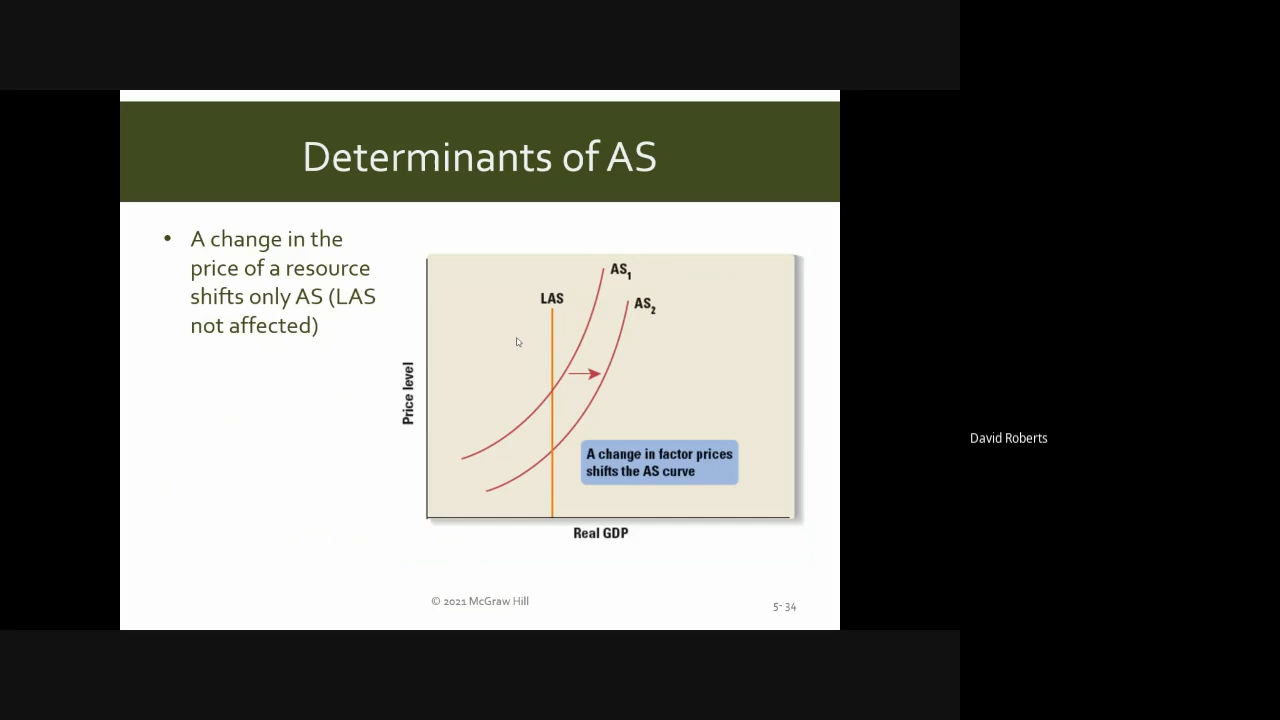 Determinants of AS
• A change in the
price of a resource
shifts only AS (LAS
not affected)
AS1
LAS
AS2
Price level
A change in factor prices
shifts the AS curve
Real GDP
© 2021 McGraw Hill
5- 34
David Roberts